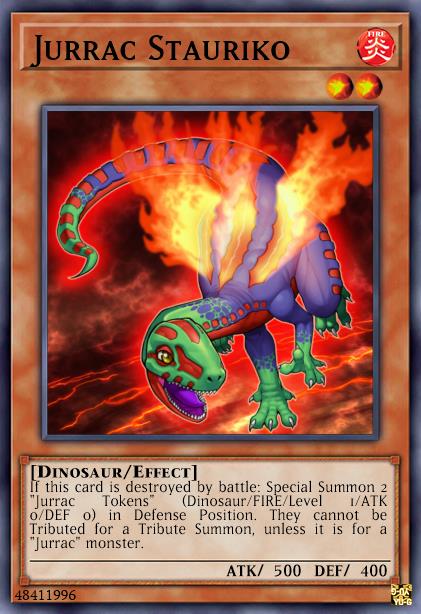 Jurrac Stauriko
FIRE
炎
[Dinosaur/Effect]
If this card is destroyed by battle: Special Summon 2
"Jurrac Tokens" (Dinosaur/FIRE/Level 1/ATK
0/DEF 0) in Defense Position. They cannot be
Tributed for a Tribute Summon, unless it is for a
"Jurrac" monster.
ATK/ 500 DEF/ 400
48411996